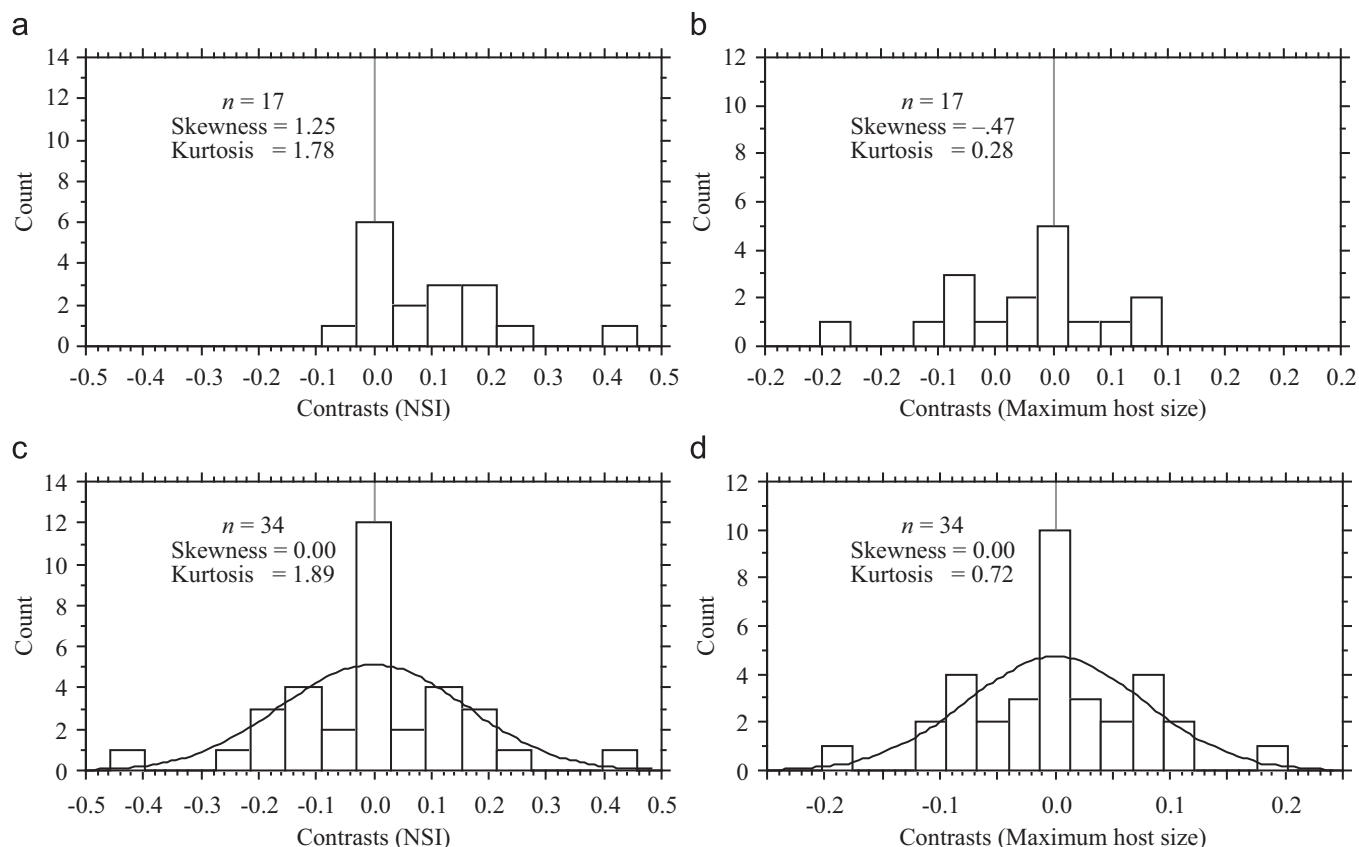 a
14
12
10
8
6
4
2
0
Count
n = 17
Skewness = 1.25
Kurtosis = 1.78
-0.5 -0.4 -0.3 -0.2 -0.1 0.0 0.1 0.2 0.3 0.4 0.5
Contrasts (NSI)
b
12
10
8
6
4
2
0
Count
n = 17
Skewness = –.47
Kurtosis = 0.28
-0.2 -0.2 -0.2 -0.1 0.0 0.0 0.1 0.1 0.2 0.2 0.2
Contrasts (Maximum host size)
c
14
12
10
8
6
4
2
0
Count
n = 34
Skewness = 0.00
Kurtosis = 1.89
-0.5 -0.4 -0.3 -0.2 -0.1 0.0 0.1 0.2 0.3 0.4 0.5
Contrasts (NSI)
d
12
10
8
6
4
2
0
Count
n = 34
Skewness = 0.00
Kurtosis = 0.72
-0.2 -0.1 0.0 0.1 0.2
Contrasts (Maximum host size)